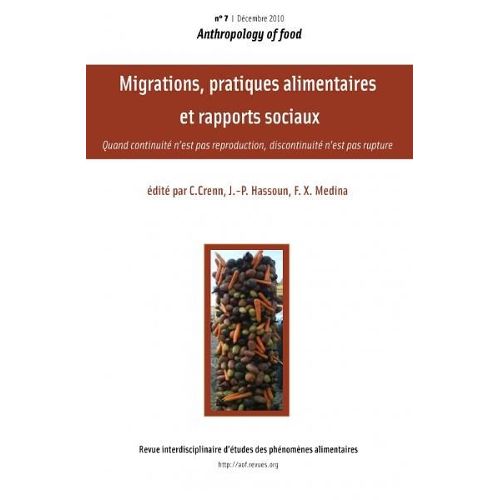 n° 7 | Décembre 2010
Anthropology of food
Migrations, pratiques alimentaires
et rapports sociaux
Quand continuité n'est pas reproduction, discontinuité n'est pas rupture
édité par C.Crenn, J.-P. Hassoun, F. X. Medina
Revue interdisciplinaire d'études des phénomènes alimentaires
http://aof.revues.org